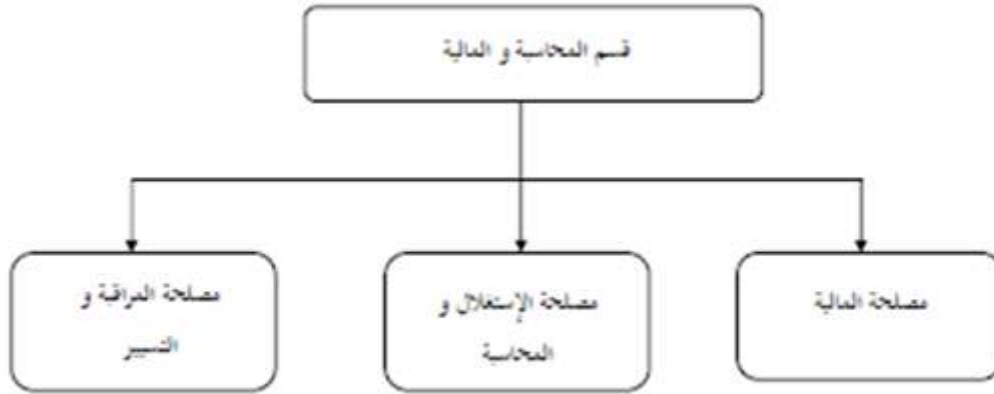 قسم المحاسبة و المالية
مصلحة المالية
مصلحة الإستغلال و
المحاسبة
مصلحة المراقبة و
التسيير